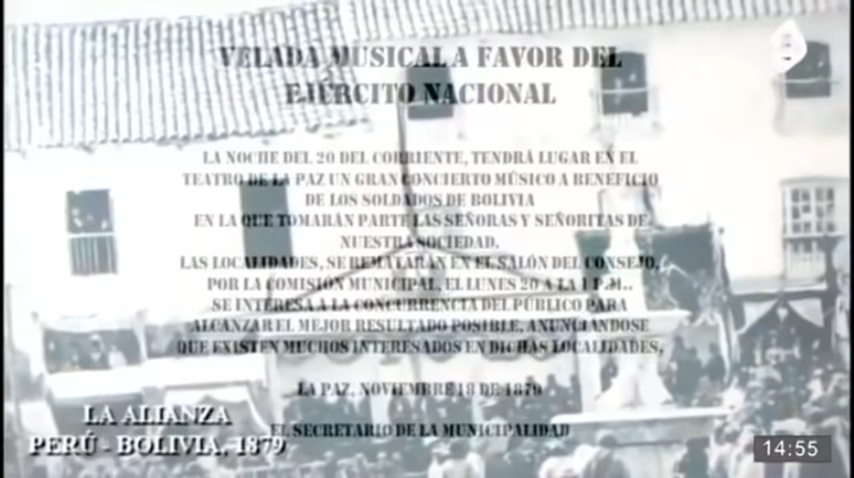 VELADA MUSICAL A FAVOR DEL
EJÉRCITO NACIONAL
LA NOCHE DEL 20 DEL CORRIENTE, TENDRÁ LUGAR EN EL
TEATRO DE LA PAZ UN GRAN CONCIERTO MÚSICO A BENEFICIO
DE LOS SOLDADOS DE BOLIVIA
EN LA QUE TOMARÁN PARTE LAS SEÑORAS Y SEÑORITAS DE
NUESTRA SOCIEDAD.
LAS LOCALIDADES, SE REMATARÁN EN EL SALÓN DEL CONSEJO,
POR LA COMISIÓN MUNICIPAL, EL LUNES 20 A LA 1 P.M..
SE INTERESA A LA CONCURRENCIA DEL PÚBLICO PARA
ALCANZAR EL MEJOR RESULTADO POSIBLE, ANUNCIÁNDOSE
QUE EXISTEN MUCHOS INTERESADOS EN DICHAS LOCALIDADES,
LA PAZ, NOVIEMBRE 18 DE 1879
EL SECRETARIO DE LA MUNICIPALIDAD
LA ALIANZA
PERÚ - BOLIVIA, 1879
14:55